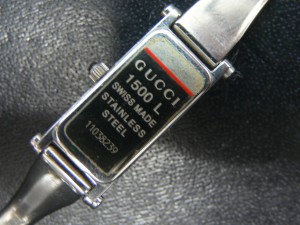 GUCCI
1500 L
SWISS MADE
STAINLESS
STEEL
11038239